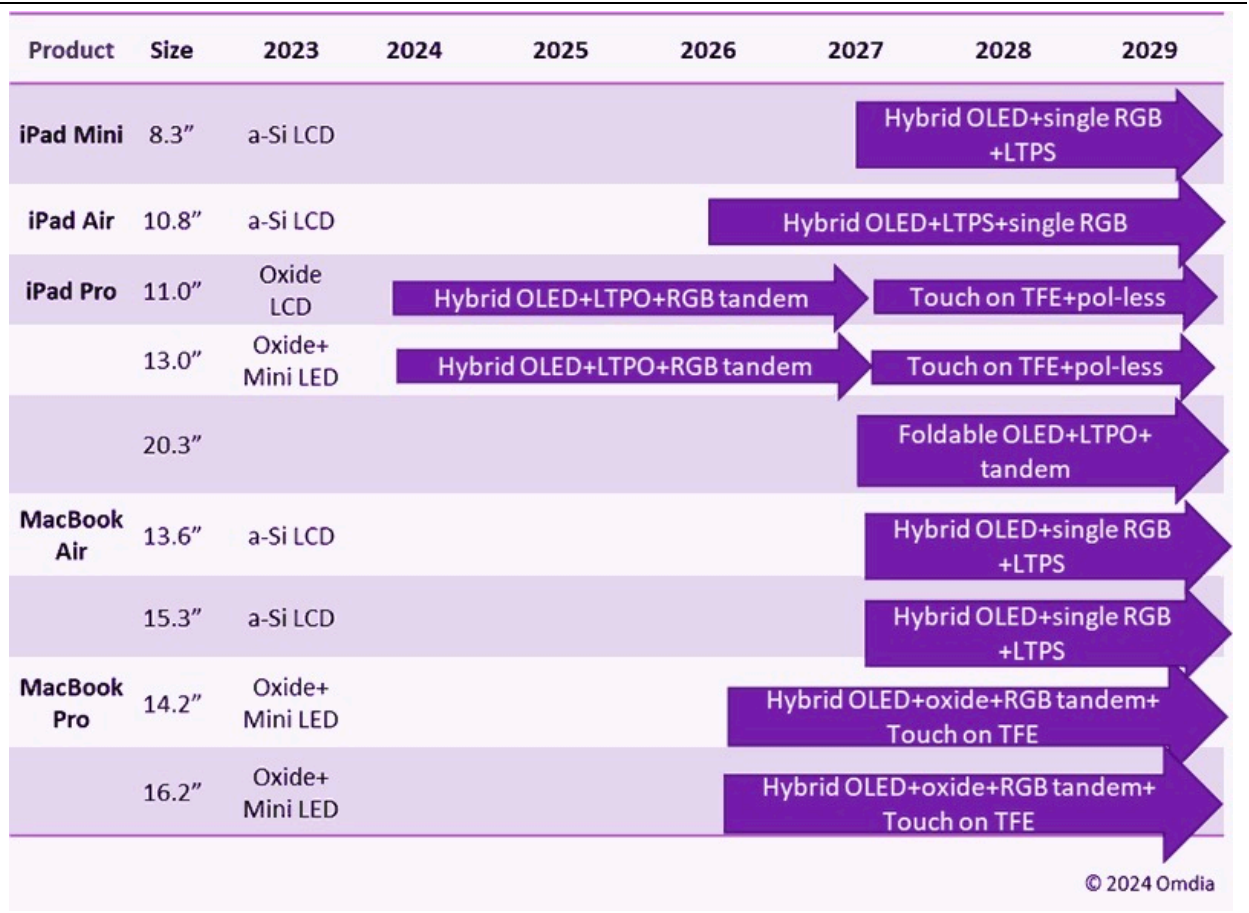 Product Size 2023 2024 2025 2026 2027 2028 2029
iPad Mini 8.3” a-Si LCD
Hybrid OLED+single RGB
+LTPS
iPad Air 10.8” a-Si LCD Hybrid OLED+LTPS+single RGB
iPad Pro 11.0” Oxide
LCD
Hybrid OLED+LTPO+RGB tandem
Touch on TFE+pol-less
13.0” Oxide+
Mini LED
Hybrid OLED+LTPO+RGB tandem
Touch on TFE+pol-less
20.3”
Foldable OLED+LTPO+
tandem
MacBook
Air
13.6” a-Si LCD
Hybrid OLED+single RGB
+LTPS
15.3” a-Si LCD
Hybrid OLED+single RGB
+LTPS
MacBook
Pro
14.2” Oxide+
Mini LED
Hybrid OLED+oxide+RGB tandem+
Touch on TFE
16.2” Oxide+
Mini LED
Hybrid OLED+oxide+RGB tandem+
Touch on TFE
© 2024 Omdia